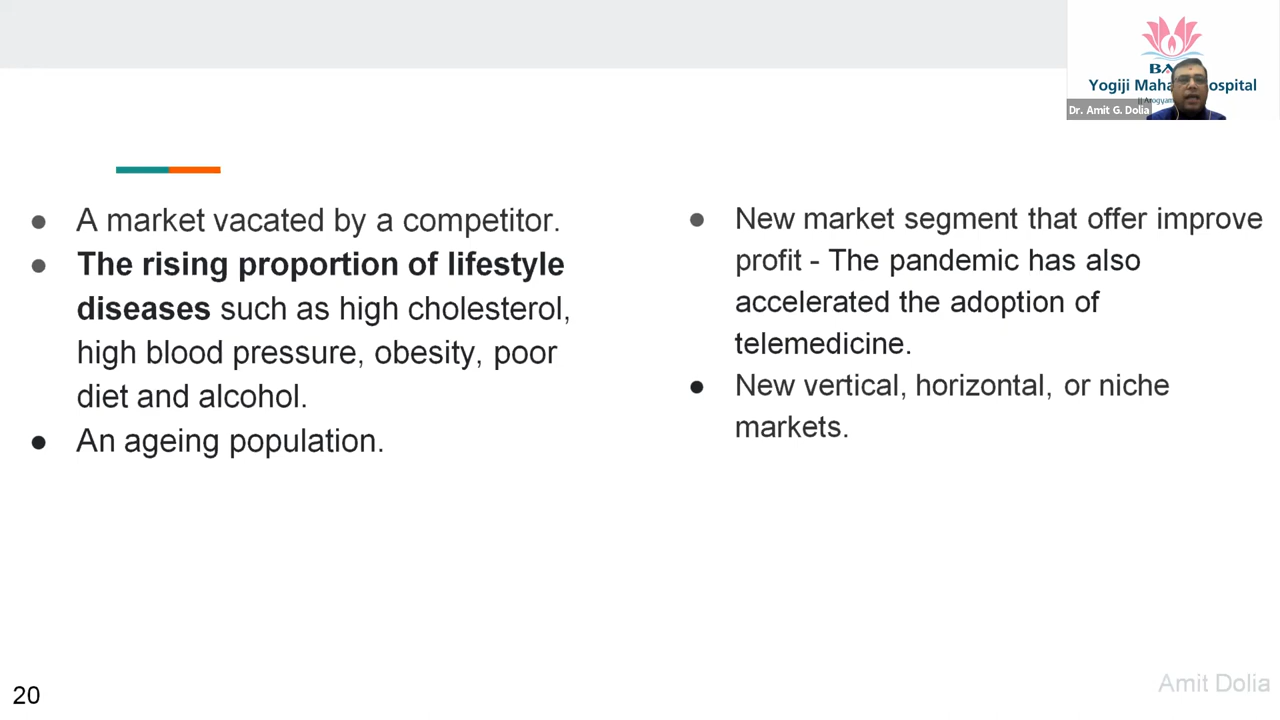 Yogiji Maha ospital
Dr. Amit G. Dolia
● A market vacated by a competitor.
● The rising proportion of lifestyle
diseases such as high cholesterol,
high blood pressure, obesity, poor
diet and alcohol.
● An ageing population.
● New market segment that offer improve
profit - The pandemic has also
accelerated the adoption of
telemedicine.
● New vertical, horizontal, or niche
markets.
20
Amit Dolia